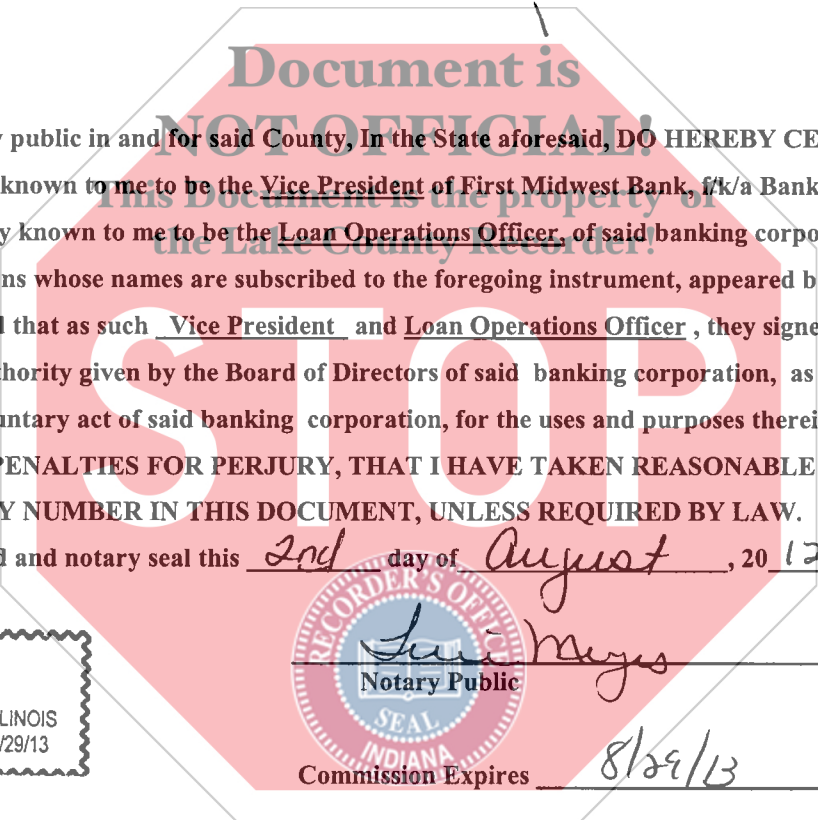 Document is
NOT OFFICIAL!
y public in and for said County, In the State aforesaid, DO HEREBY CE
This Document is the property of
known to me to be the Vice President of First Midwest Bank, f/k/a Bank
the Lake County Recorder!
y known to me to be the Loan Operations Officer, of said banking corpo
ns whose names are subscribed to the foregoing instrument, appeared b
l that as such Vice President and Loan Operations Officer , they signe
thority given by the Board of Directors of said banking corporation, as
untary act of said banking corporation, for the uses and purposes therei
STOP
PENALTIES FOR PERJURY, THAT I HAVE TAKEN REASONABLE
Y NUMBER IN THIS DOCUMENT, UNLESS REQUIRED BY LAW.
d and notary seal this 2nd day of August , 2012
RECORDER'S OFFICE
Notary Public
SEAL
INDIANA
LINOIS
/29/13
Commission Expires 8/29/13